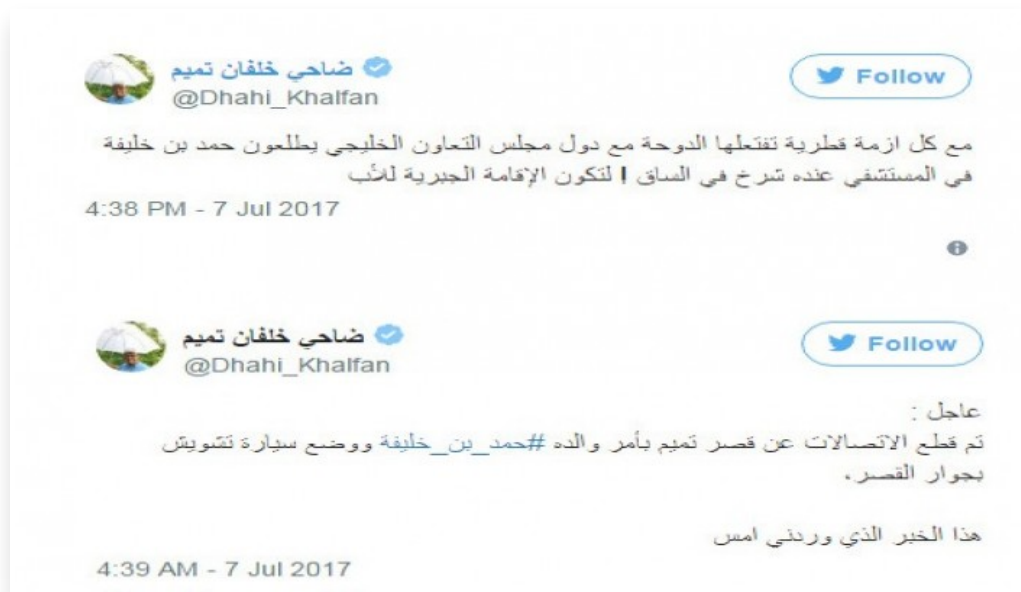 ضاحي خلفان تميم
@Dhahi_Khalfan
Follow
مع كل ازمة قطرية تفتعلها الدوحة مع دول مجلس التعاون الخليجي يطلعون حمد بن خليفة
في المستشفي عنده شرخ في الساق ! لتكون الإقامة الجبرية للأب
4:38 PM - 7 Jul 2017
ضاحي خلفان تميم
@Dhahi_Khalfan
Follow
عاجل :
تم قطع الاتصالات عن قصر تميم بأمر والده #حمد_بن_خليفة ووضع سيارة تشويش
بجوار القصر .
هذا الخبر الذي وردني امس
4:39 AM - 7 Jul 2017